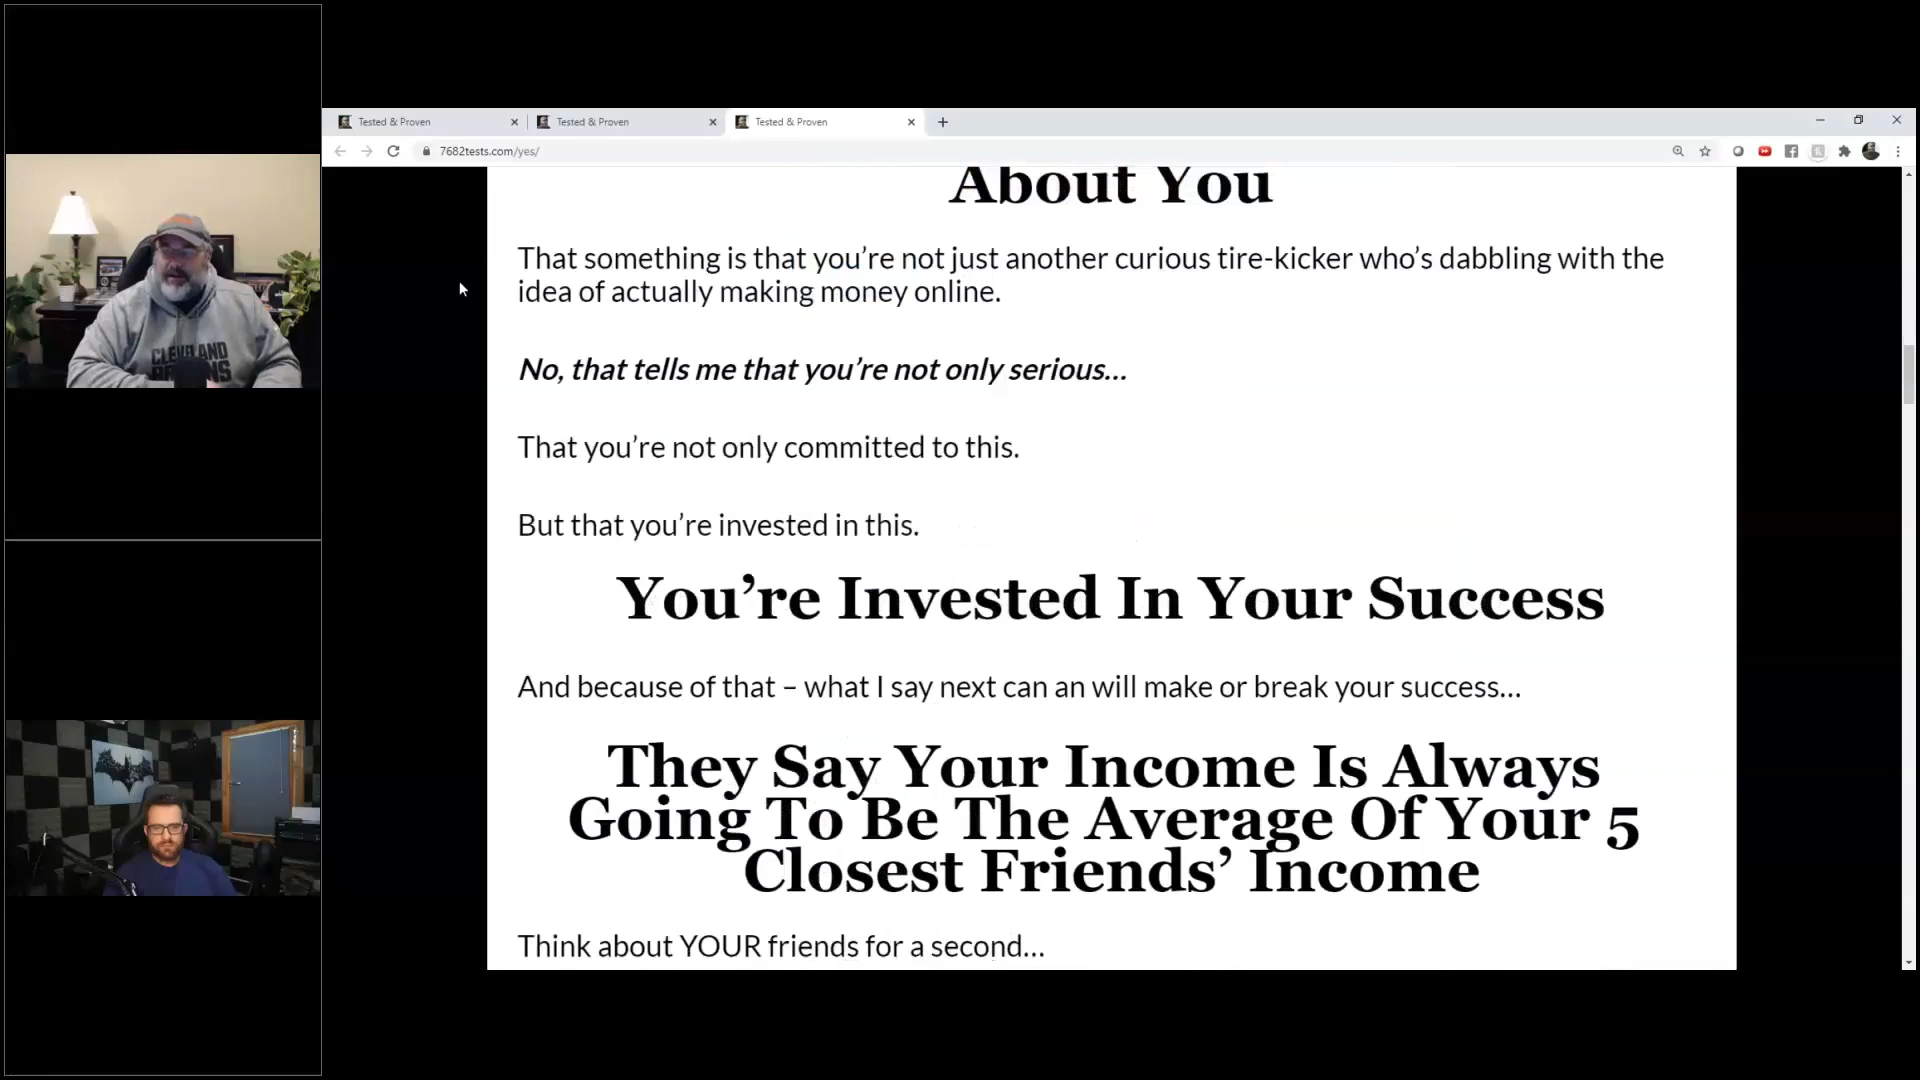 Tested & Proven
Tested & Proven
Tested & Proven
7682tests.com/yes/
About You
That something is that you’re not just another curious tire-kicker who’s dabbling with the
idea of actually making money online.
No, that tells me that you’re not only serious…
That you’re not only committed to this.
But that you’re invested in this.
You’re Invested In Your Success
And because of that – what I say next can an will make or break your success…
They Say Your Income Is Always
Going To Be The Average Of Your 5
Closest Friends’ Income
Think about YOUR friends for a second…
CLEVELAND